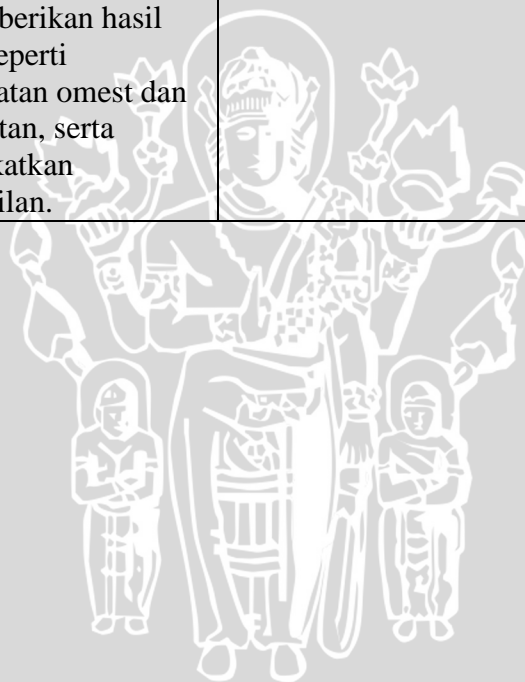 berikan hasil
eperti
atan omest dan
tan, serta
katkan
ilan.